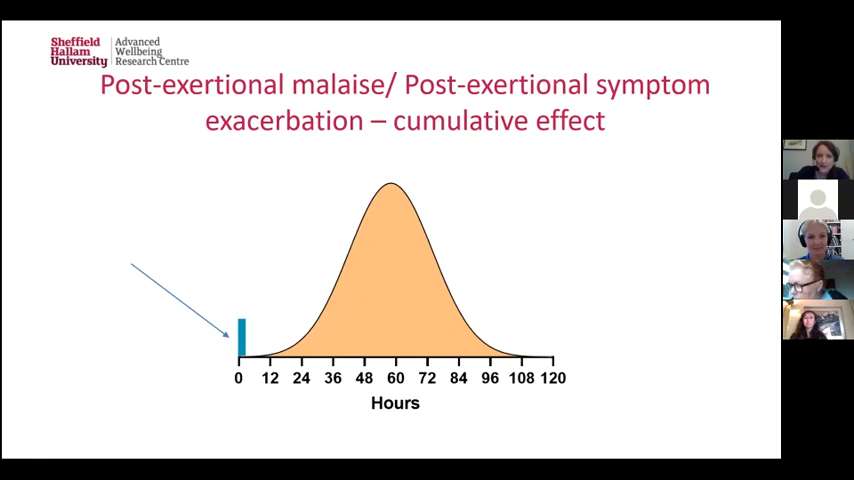 Sheffield
Hallam
University
Advanced
Wellbeing
Research Centre
Post-exertional malaise/ Post-exertional symptom
exacerbation – cumulative effect
0 12 24 36 48 60 72 84 96 108 120
Hours